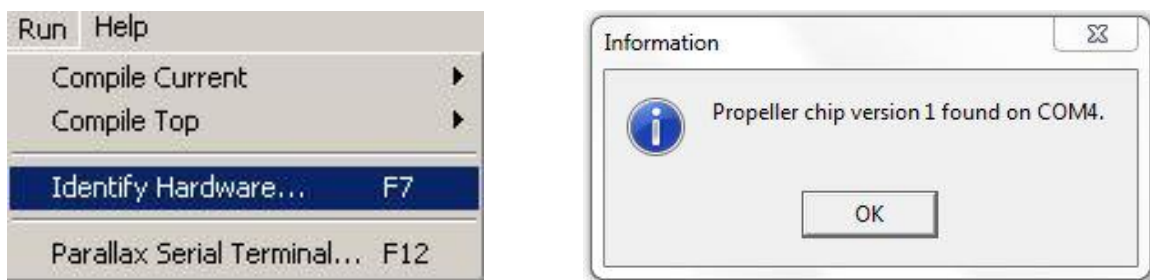 Run Help
Compile Current
Compile Top
Identify Hardware... F7
Parallax Serial Terminal... F12
Information
Propeller chip version 1 found on COM4.
OK